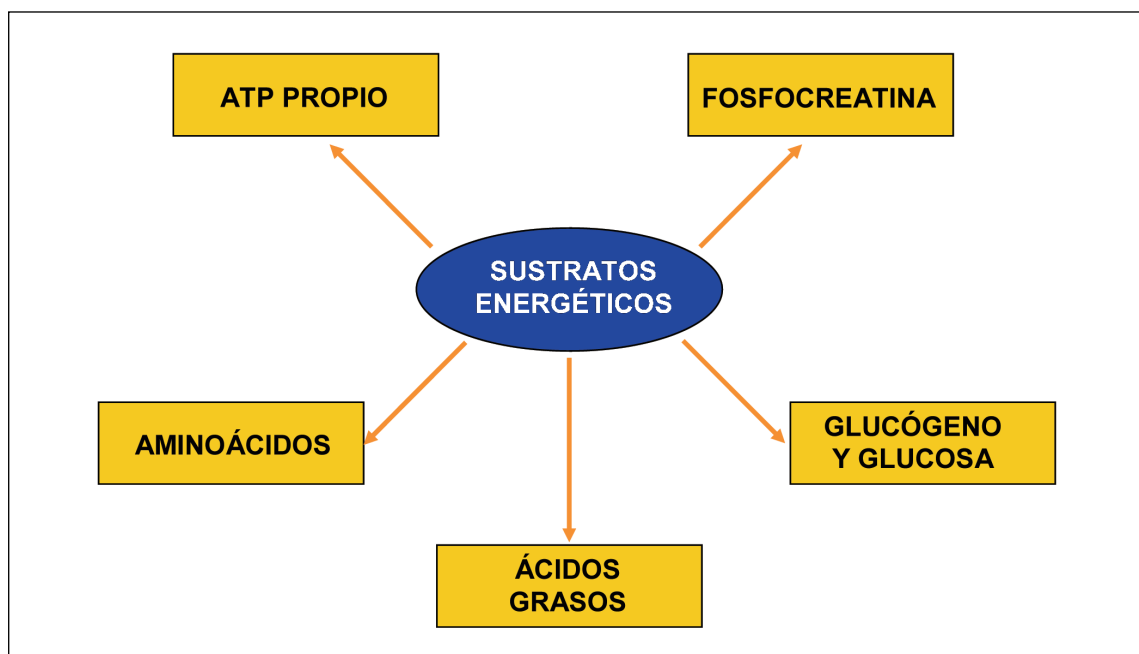 ATP PROPIO
FOSFOCREATINA
SUSTRATOS
ENERGÉTICOS
AMINOÁCIDOS
GLUCÓGENO
Y GLUCOSA
ÁCIDOS
GRASOS